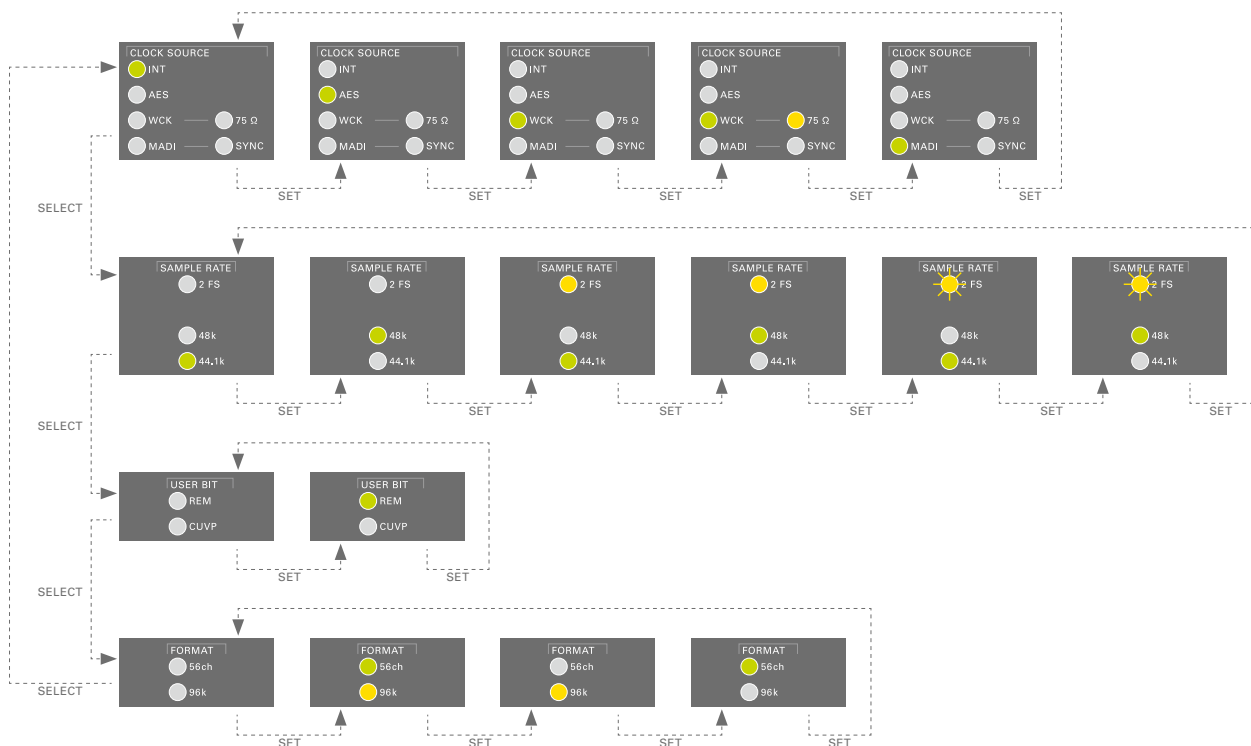 CLOCK SOURCE CLOCK SOURCE CLOCK SOURCE CLOCK SOURCE CLOCK SOURCE
INT INT INT INT INT
AES AES AES AES AES
WCK 75 Ω WCK 75 Ω WCK 75 Ω WCK 75 Ω WCK 75 Ω
MADI SYNC MADI SYNC MADI SYNC MADI SYNC MADI SYNC
SET SET SET SET SET
SELECT
SAMPLE RATE SAMPLE RATE SAMPLE RATE SAMPLE RATE SAMPLE RATE SAMPLE RATE
2 FS 2 FS 2 FS 2 FS 2 FS 2 FS
48k 48k 48k 48k 48k 48k
44.1k 44.1k 44.1k 44.1k 44.1k 44.1k
SET SET SET SET SET SET
SELECT
USER BIT USER BIT
REM REM
CUVP CUVP
SET SET
SELECT
FORMAT FORMAT FORMAT FORMAT
56ch 56ch 56ch 56ch
96k 96k 96k 96k
SELECT
SET SET SET SET